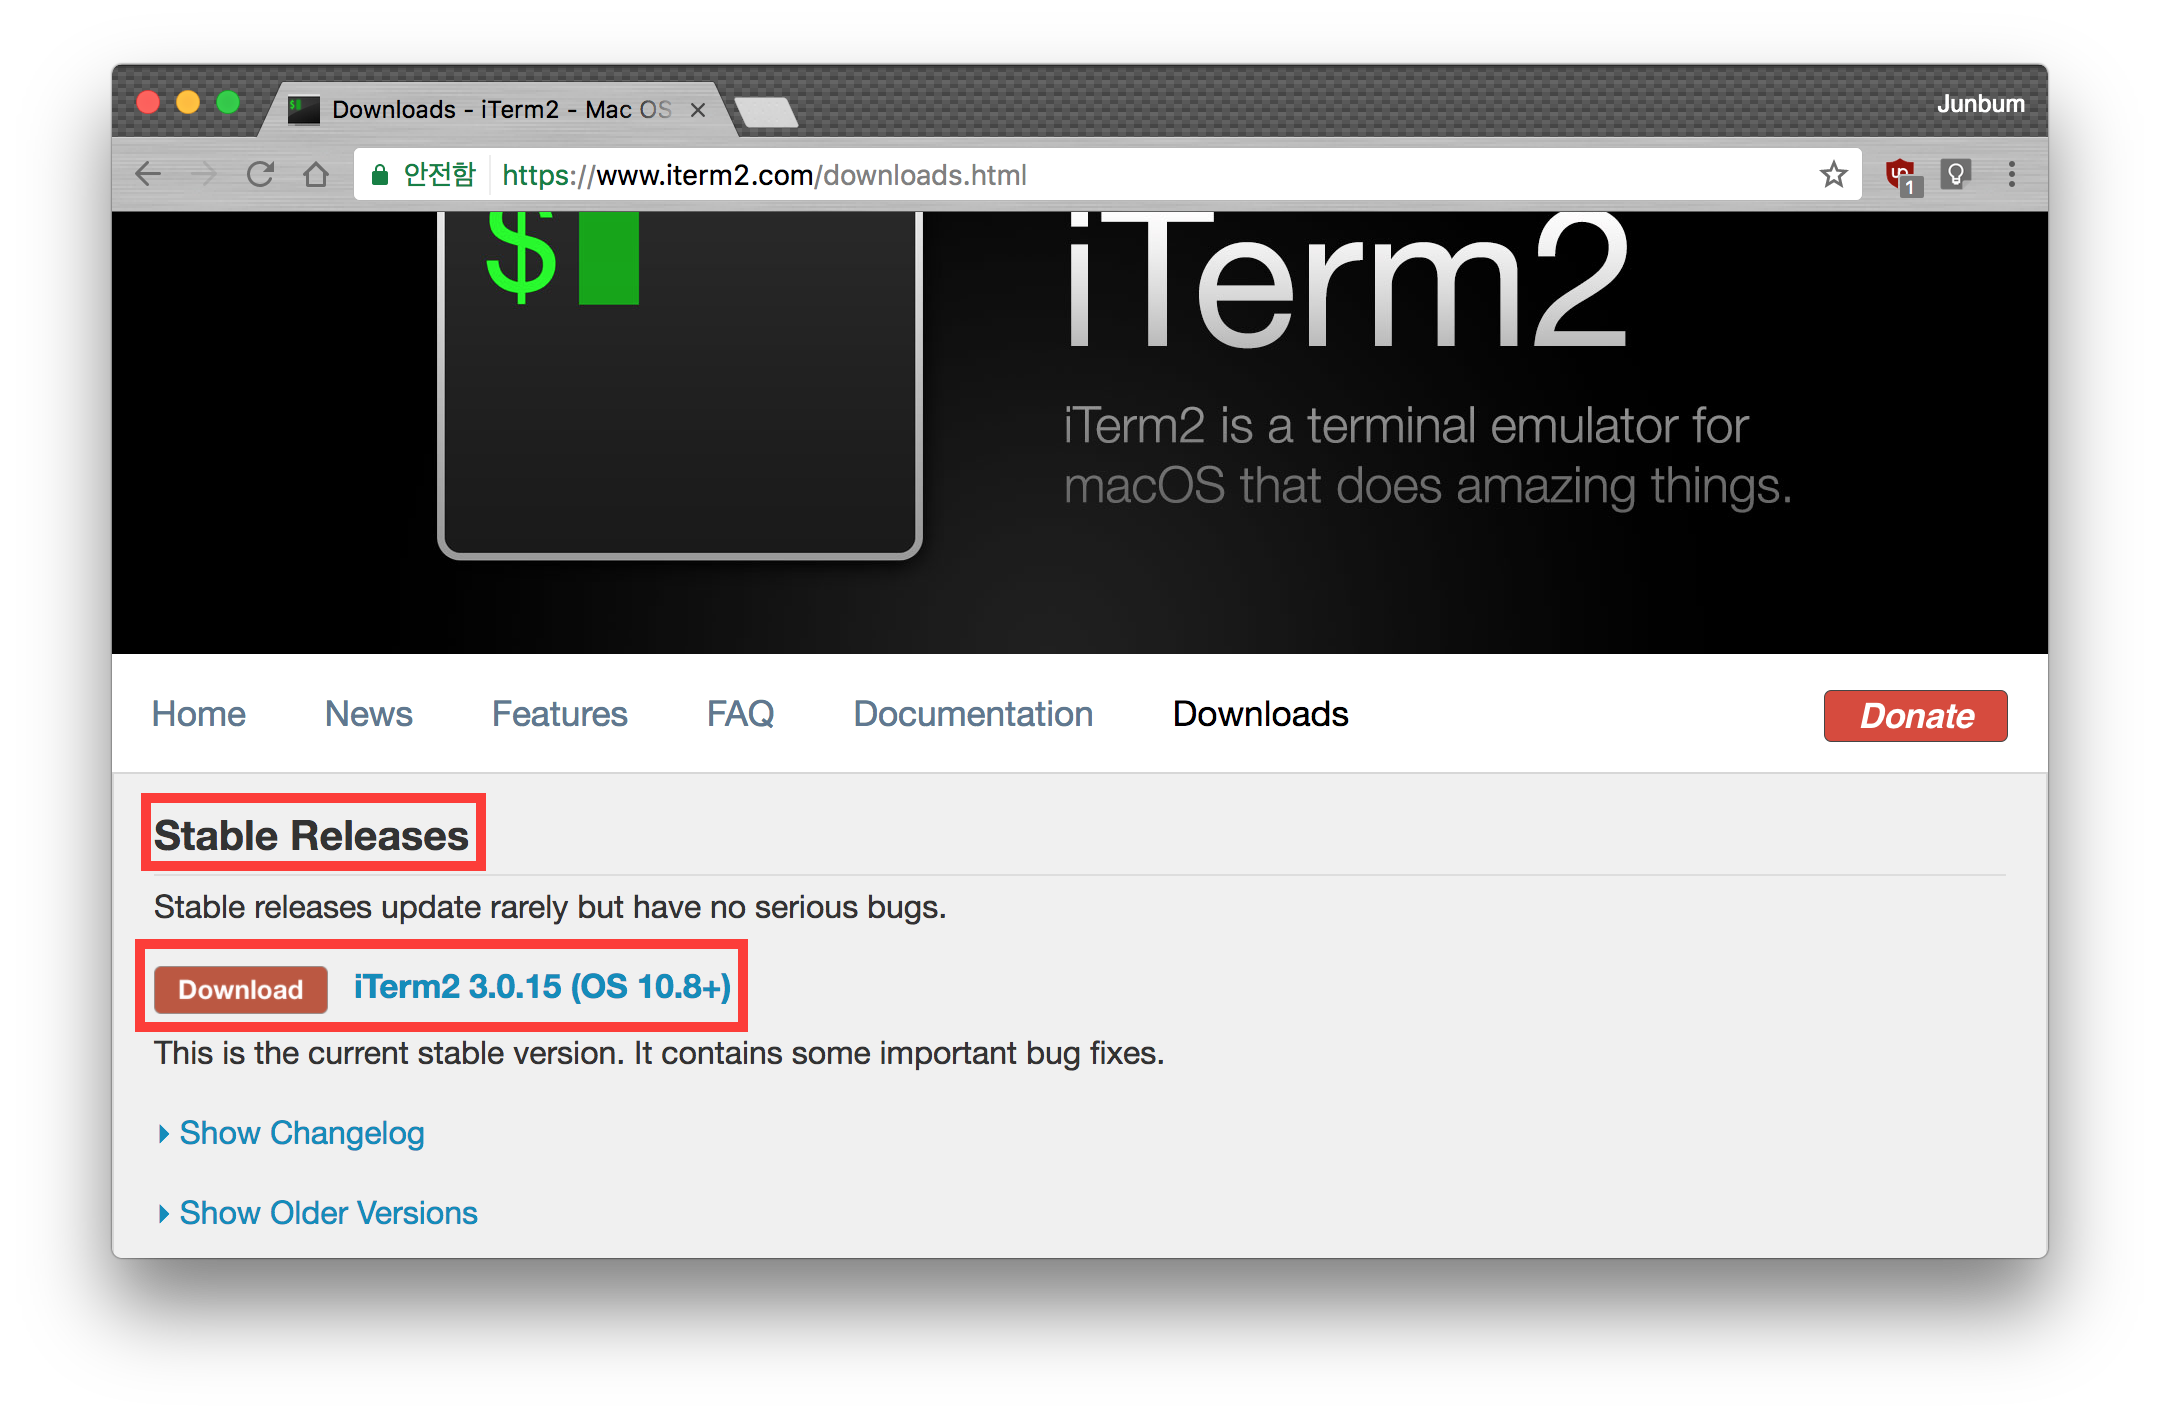 Downloads - iTerm2 - Mac OS
Junbum
안전함 https://www.iterm2.com/downloads.html
1
$
iTerm2
iTerm2 is a terminal emulator for
macOS that does amazing things.
Home News Features FAQ Documentation Downloads Donate
Stable Releases
Stable releases update rarely but have no serious bugs.
Download iTerm2 3.0.15 (OS 10.8+)
This is the current stable version. It contains some important bug fixes.
Show Changelog
Show Older Versions